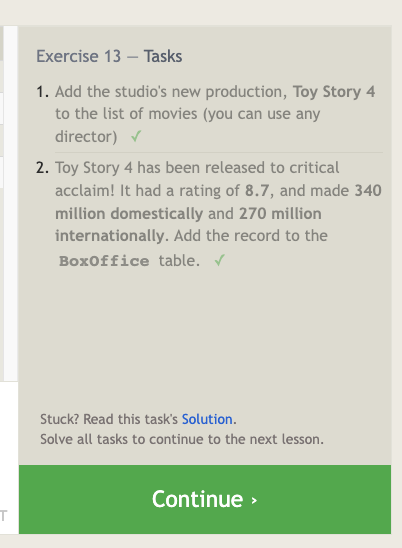 Exercise 13 — Tasks
1. Add the studio's new production, Toy Story 4
to the list of movies (you can use any
director) ✓
2. Toy Story 4 has been released to critical
acclaim! It had a rating of 8.7, and made 340
million domestically and 270 million
internationally. Add the record to the
BoxOffice table. ✓
Stuck? Read this task's Solution.
Solve all tasks to continue to the next lesson.
T
Continue ›